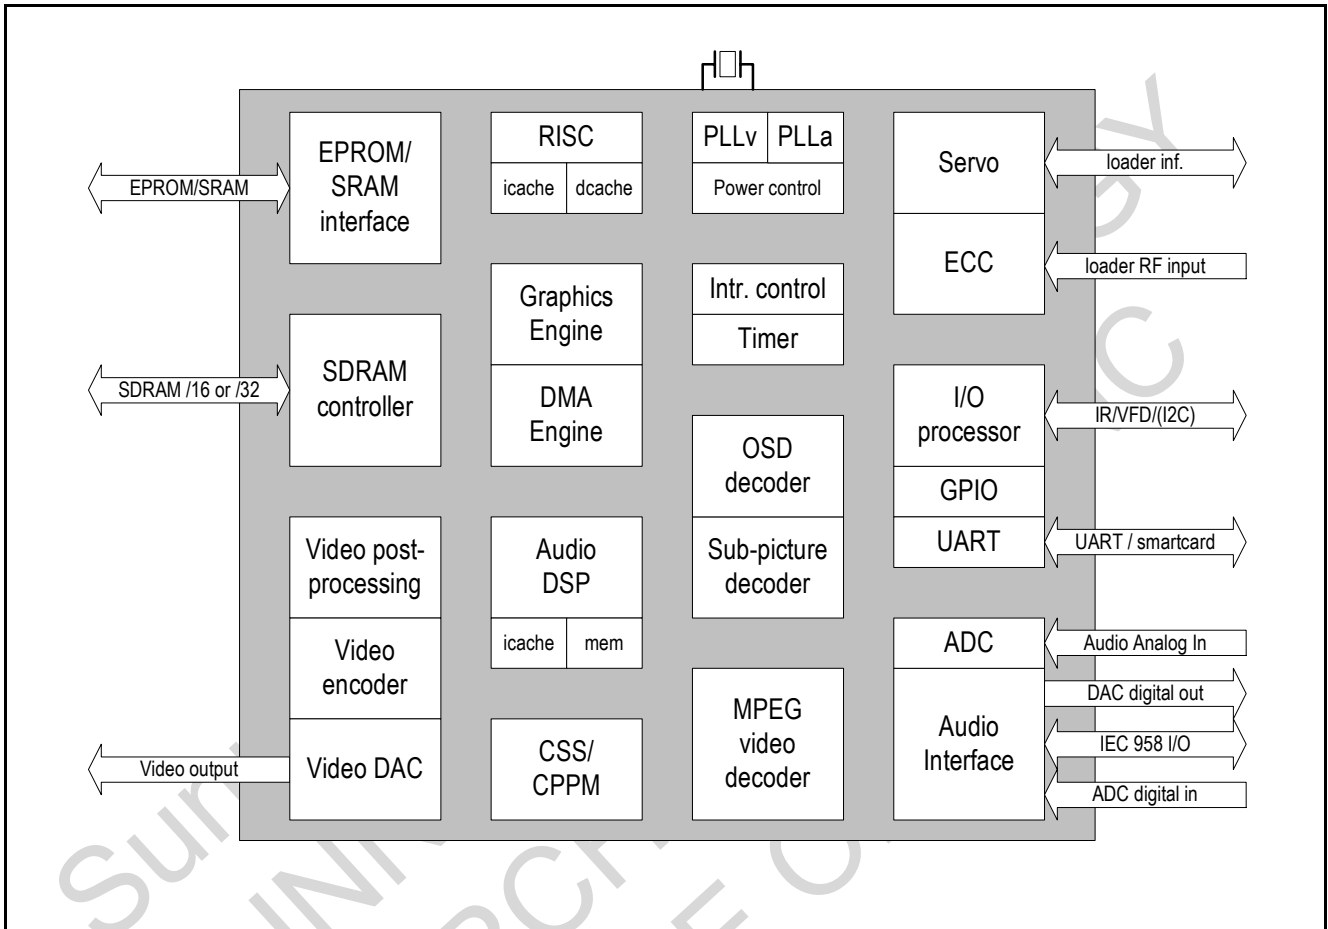 EPROM/SRAM
SDRAM /16 or /32
Video output
EPROM/
SRAM
interface
SDRAM
controller
Video post-
processing
Video
encoder
Video DAC
RISC
icache dcache
Graphics
Engine
DMA
Engine
Audio
DSP
icache mem
CSS/
CPPM
PLLv PLLa
Power control
Intr. control
Timer
OSD
decoder
Sub-picture
decoder
MPEG
video
decoder
Servo
ECC
I/O
processor
GPIO
UART
ADC
Audio
Interface
loader inf.
loader RF input
IR/VFD/(I2C)
UART / smartcard
Audio Analog In
DAC digital out
IEC 958 I/O
ADC digital in